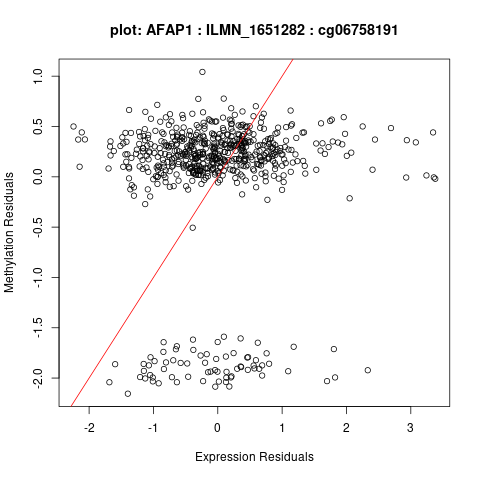 plot: AFAP1 : ILMN_1651282 : cg06758191
1.0
0.5
0.0
-0.5
-1.0
-1.5
-2.0
Methylation Residuals
-2 -1 0 1 2 3
Expression Residuals